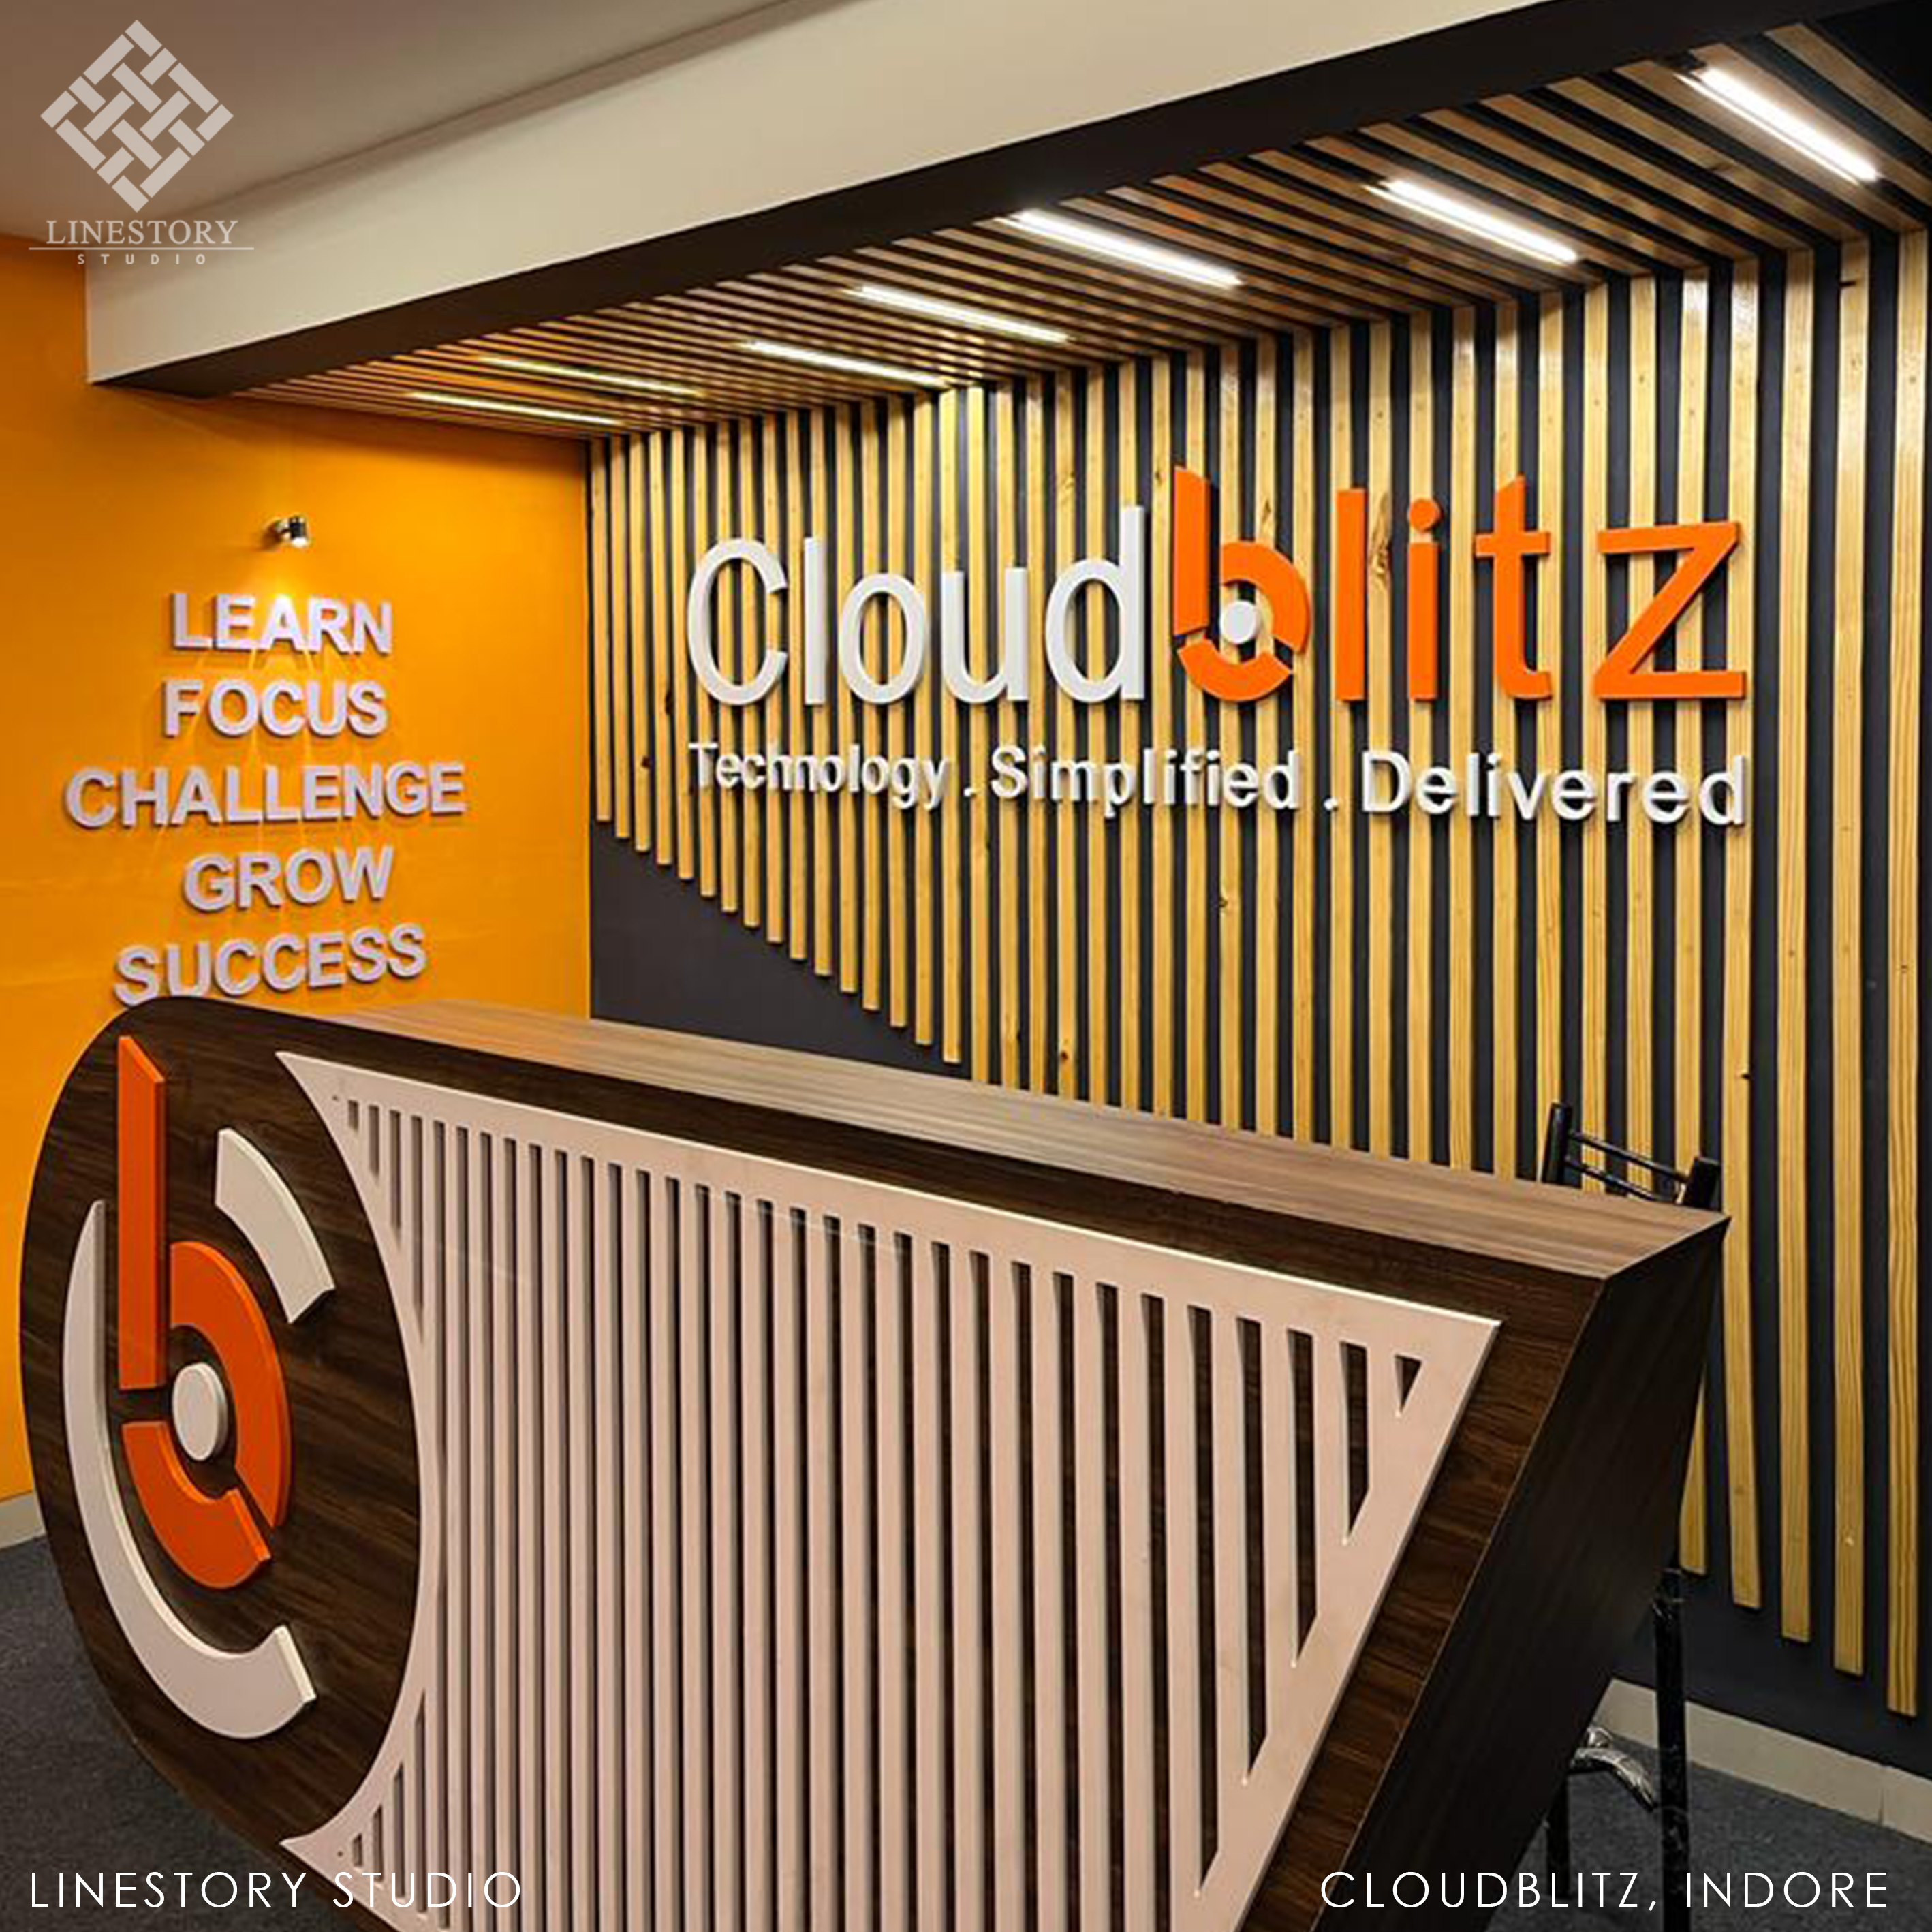 LINESTORY
STUDIO
Cloudblitz
Technology . Simplified . Delivered
LEARN
FOCUS
CHALLENGE
GROW
SUCCESS
b
LINESTORY STUDIO
CLOUDBLITZ, INDORE